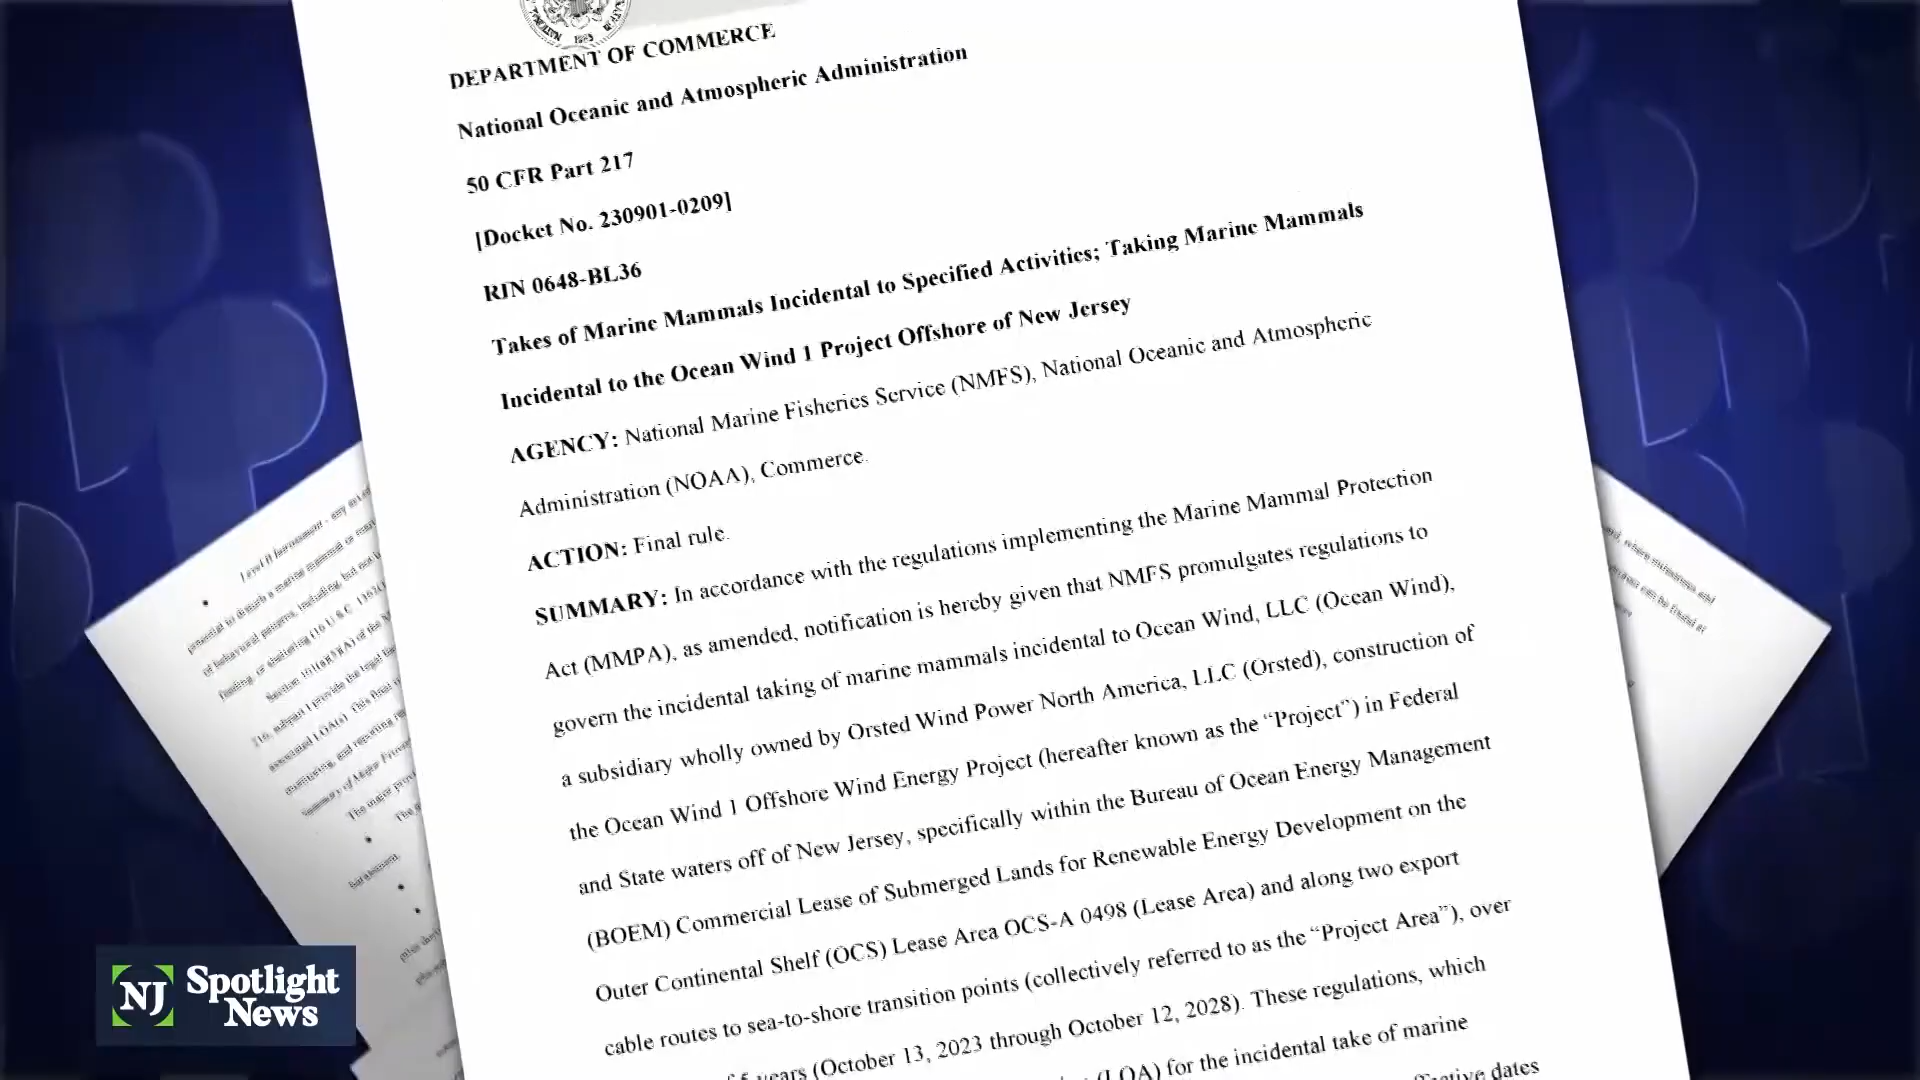 DEPARTMENT OF COMMERCE
National Oceanic and Atmospheric Administration
50 CFR Part 217
[Docket No. 230901-0209]
RIN 0648-BL36
Takes of Marine Mammals Incidental to Specified Activities; Taking Marine Mammals
Incidental to the Ocean Wind 1 Project Offshore of New Jersey
AGENCY: National Marine Fisheries Service (NMFS), National Oceanic and Atmospheric
Administration (NOAA), Commerce.
ACTION: Final rule.
SUMMARY: In accordance with the regulations implementing the Marine Mammal Protection
Act (MMPA), as amended, notification is hereby given that NMFS promulgates regulations to
govern the incidental taking of marine mammals incidental to Ocean Wind, LLC (Ocean Wind),
a subsidiary wholly owned by Orsted Wind Power North America, LLC (Orsted), construction of
the Ocean Wind 1 Offshore Wind Energy Project (hereafter known as the “Project”) in Federal
and State waters off of New Jersey, specifically within the Bureau of Ocean Energy Management
(BOEM) Commercial Lease of Submerged Lands for Renewable Energy Development on the
Outer Continental Shelf (OCS) Lease Area OCS-A 0498 (Lease Area) and along two export
cable routes to sea-to-shore transition points (collectively referred to as the “Project Area”), over
years (October 13, 2023 through October 12, 2028). These regulations, which
(LOA) for the incidental take of marine
dates
NJ Spotlight
News